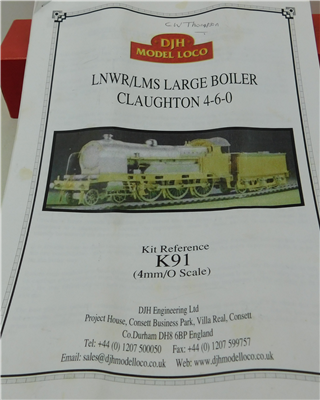 DJH
MODEL LOCO
LNWR/LMS LARGE BOILER
CLAUGHTON 4-6-0
Kit Reference
K91
(4mm/O Scale)
DJH Engineering Ltd
Project House, Consett Business Park, Villa Real, Consett.
Co.Durham DH8 6BP England
Tel: +44 (0) 1207 500050 Fax: +44 (0) 1207 599757
Email: sales@djhmodelloco.co.uk Web: www.djhmodelloco.co.uk